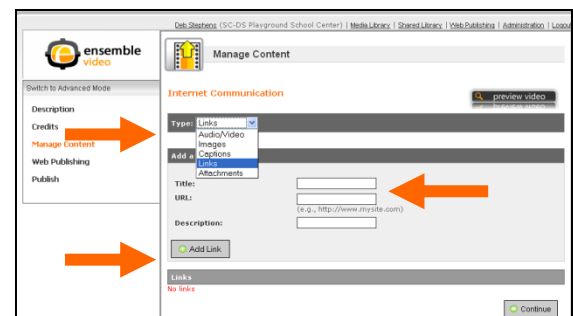 Deb Stephens (SC-DS Playground School Center) | Media Library | Shared Library | Web Publishing | Administration | Logout
ensemble
video
Manage Content
Switch to Advanced Mode
Internet Communication
preview video
Description
Credits
Type: Links
Audio/Video
Manage Content
Images
Captions
Add a
Web Publishing
Links
Attachments
Publish
Title:
URL:
(e.g., http://www.mysite.com)
Description:
Add Link
Links
No links
Continue